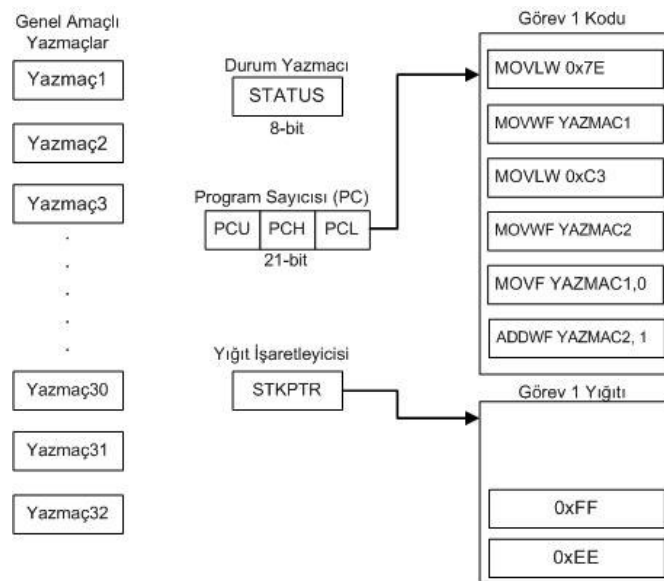 Genel Amaçlı
Yazmaçlar
Yazmaç1
Yazmaç2
Yazmaç3
Yazmaç30
Yazmaç31
Yazmaç32
Durum Yazmacı
STATUS
8-bit
Program Sayıcısı (PC)
PCU PCH PCL
21-bit
Yığıt İşaretleyicisi
STKPTR
Görev 1 Kodu
MOVLW 0x7E
MOVWF YAZMAC1
MOVLW 0xC3
MOVWF YAZMAC2
MOVF YAZMAC1,0
ADDWF YAZMAC2, 1
Görev 1 Yığıtı
0xFF
0xEE